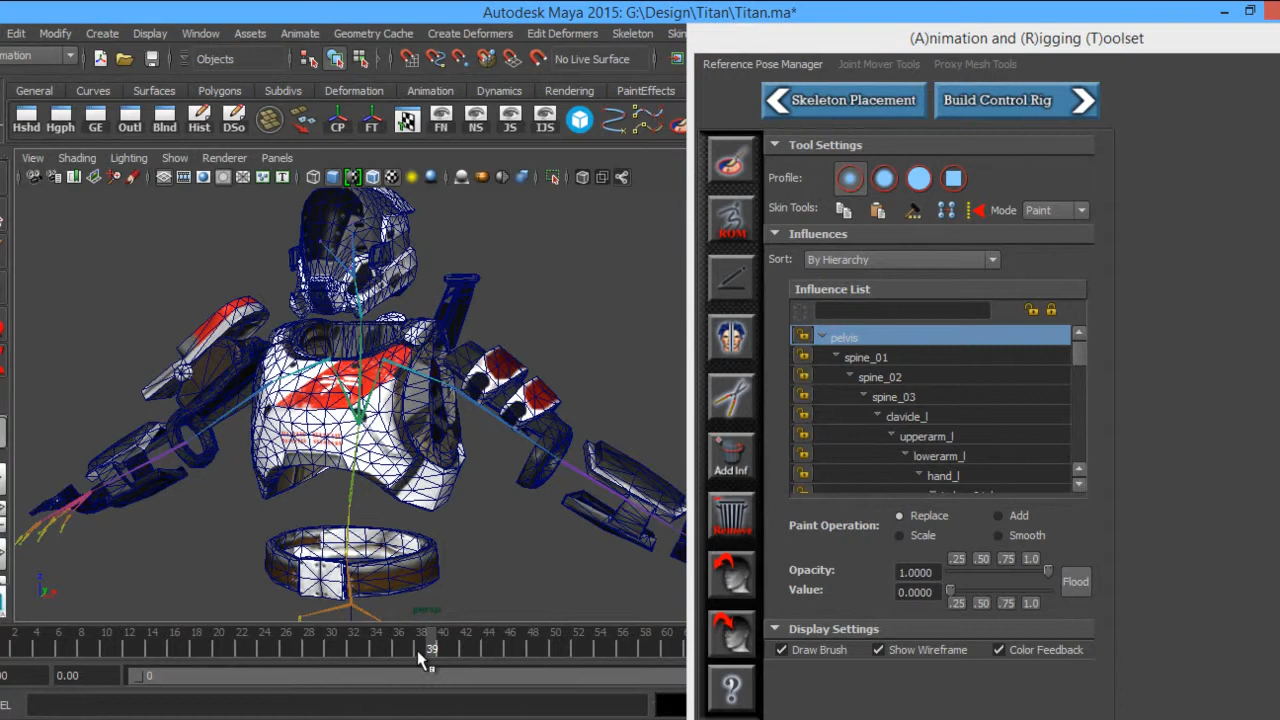 Autodesk Maya 2015: G:\Design\Titan\Titan.ma*
Edit Modify Create Display Window Assets Animate Geometry Cache Create Deformers Edit Deformers Skeleton Skin
mation Objects No Live Surface
General Curves Surfaces Polygons Subdivs Deformation Animation Dynamics Rendering PaintEffects
Hshd Hgph GE Outl Blnd Hist DSo CP FT FN NS JS IJS
View Shading Lighting Show Renderer Panels
persp
2 4 6 8 10 12 14 16 18 20 22 24 26 28 30 32 34 36 38 40 42 44 46 48 50 52 54 56 58 60
39
00 0.00 0
EL
(A)nimation and (R)igging (T)oolset
Reference Pose Manager Joint Mover Tools Proxy Mesh Tools
Skeleton Placement Build Control Rig
Tool Settings
Profile:
Skin Tools: Mode Paint
ROM
Influences
Sort: By Hierarchy
Influence List
pelvis
spine_01
spine_02
spine_03
clavicle_l
upperarm_l
lowerarm_l
hand_l
Add Inf
Remove
Paint Operation: Replace Add
Scale Smooth
.25 .50 .75 1.0
Opacity: 1.0000
Flood
Value: 0.0000
.25 .50 .75 1.0
Display Settings
Draw Brush Show Wireframe Color Feedback